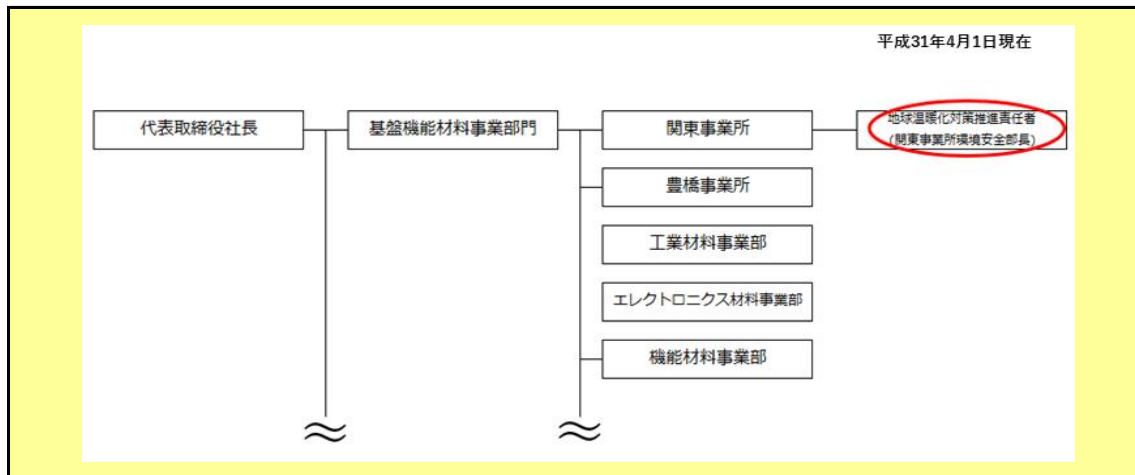 平成31年4月1日現在
代表取締役社長
基盤機能材料事業部門
関東事業所
地球温暖化対策推進責任者
(関東事業所環境安全部長)
豊橋事業所
工業材料事業部
エレクトロニクス材料事業部
機能材料事業部